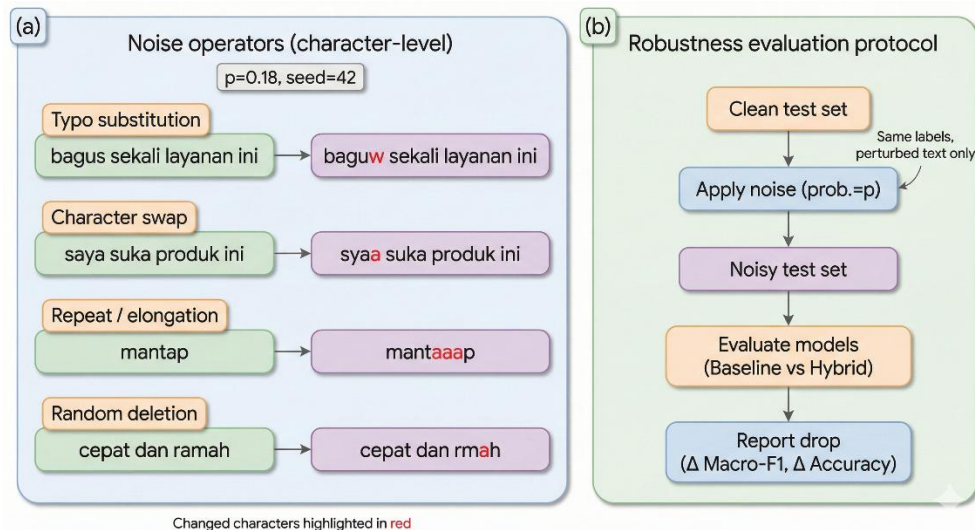 (a)
Noise operators (character-level)
p=0.18, seed=42
Typo substitution
bagus sekali layanan ini
baguw sekali layanan ini
Character swap
saya suka produk ini
syaa suka produk ini
Repeat / elongation
mantap
mantaaap
Random deletion
cepat dan ramah
cepat dan rmah
Changed characters highlighted in red
(b)
Robustness evaluation protocol
Clean test set
Same labels,
perturbed text only
Apply noise (prob.=p)
Noisy test set
Evaluate models
(Baseline vs Hybrid)
Report drop
(Δ Macro-F1, Δ Accuracy)